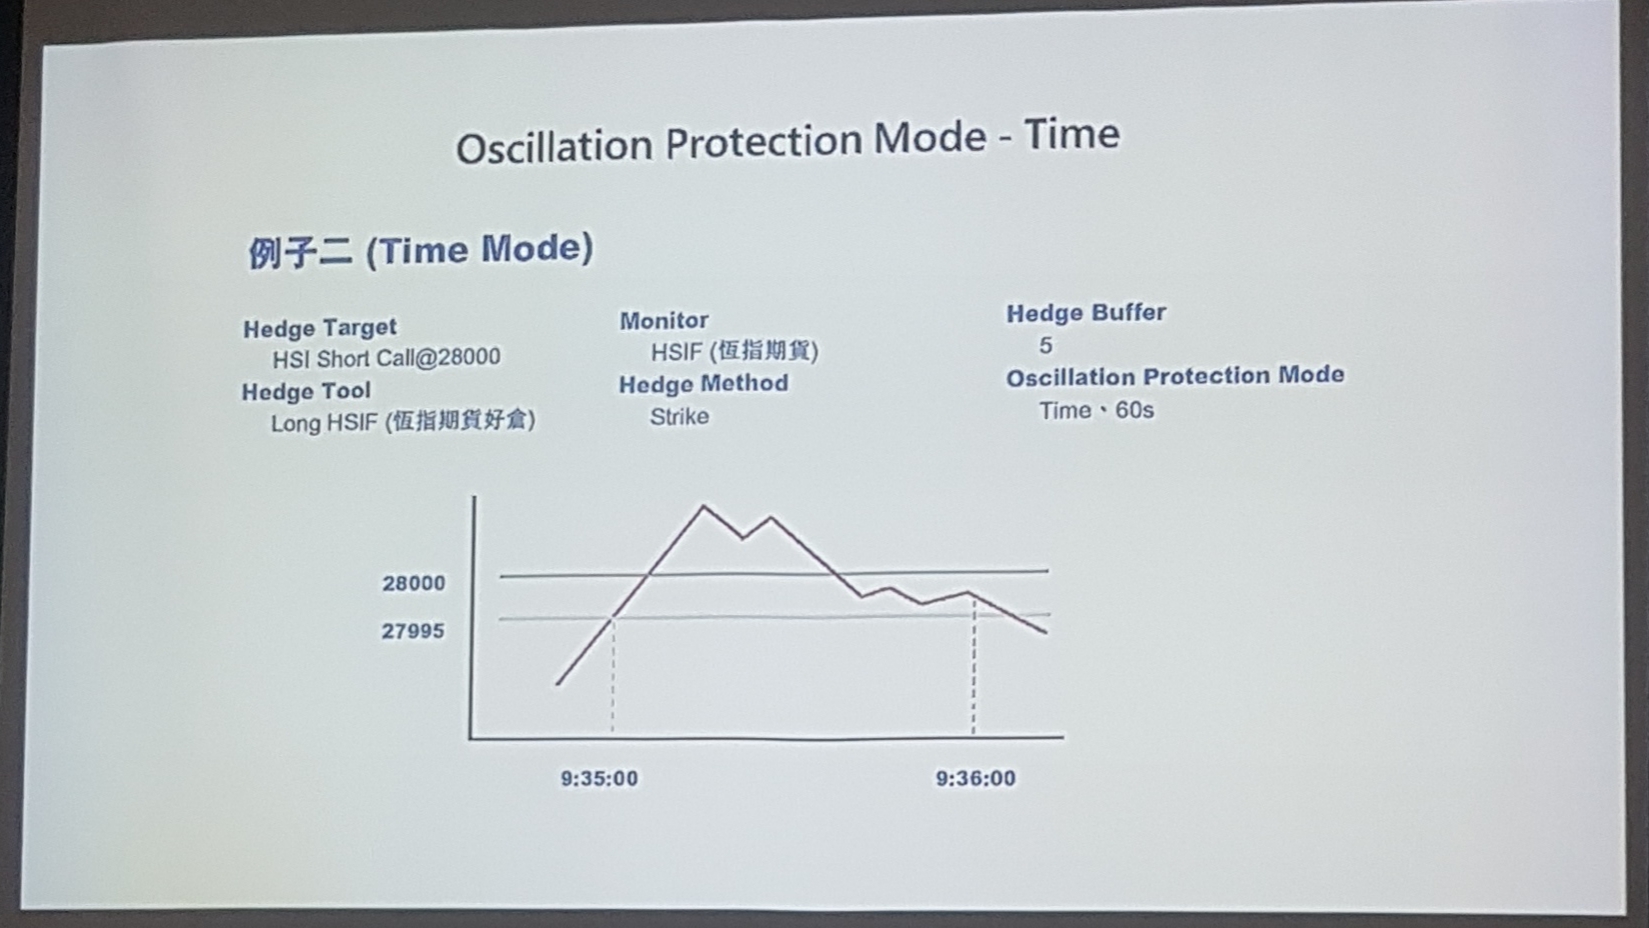 Oscillation Protection Mode - Time
例子二 (Time Mode)
Hedge Target
HSI Short Call@28000
Hedge Tool
Long HSIF (恆指期貨好倉)
Monitor
HSIF (恆指期貨)
Hedge Method
Strike
Hedge Buffer
5
Oscillation Protection Mode
Time、60s
28000
27995
9:35:00
9:36:00